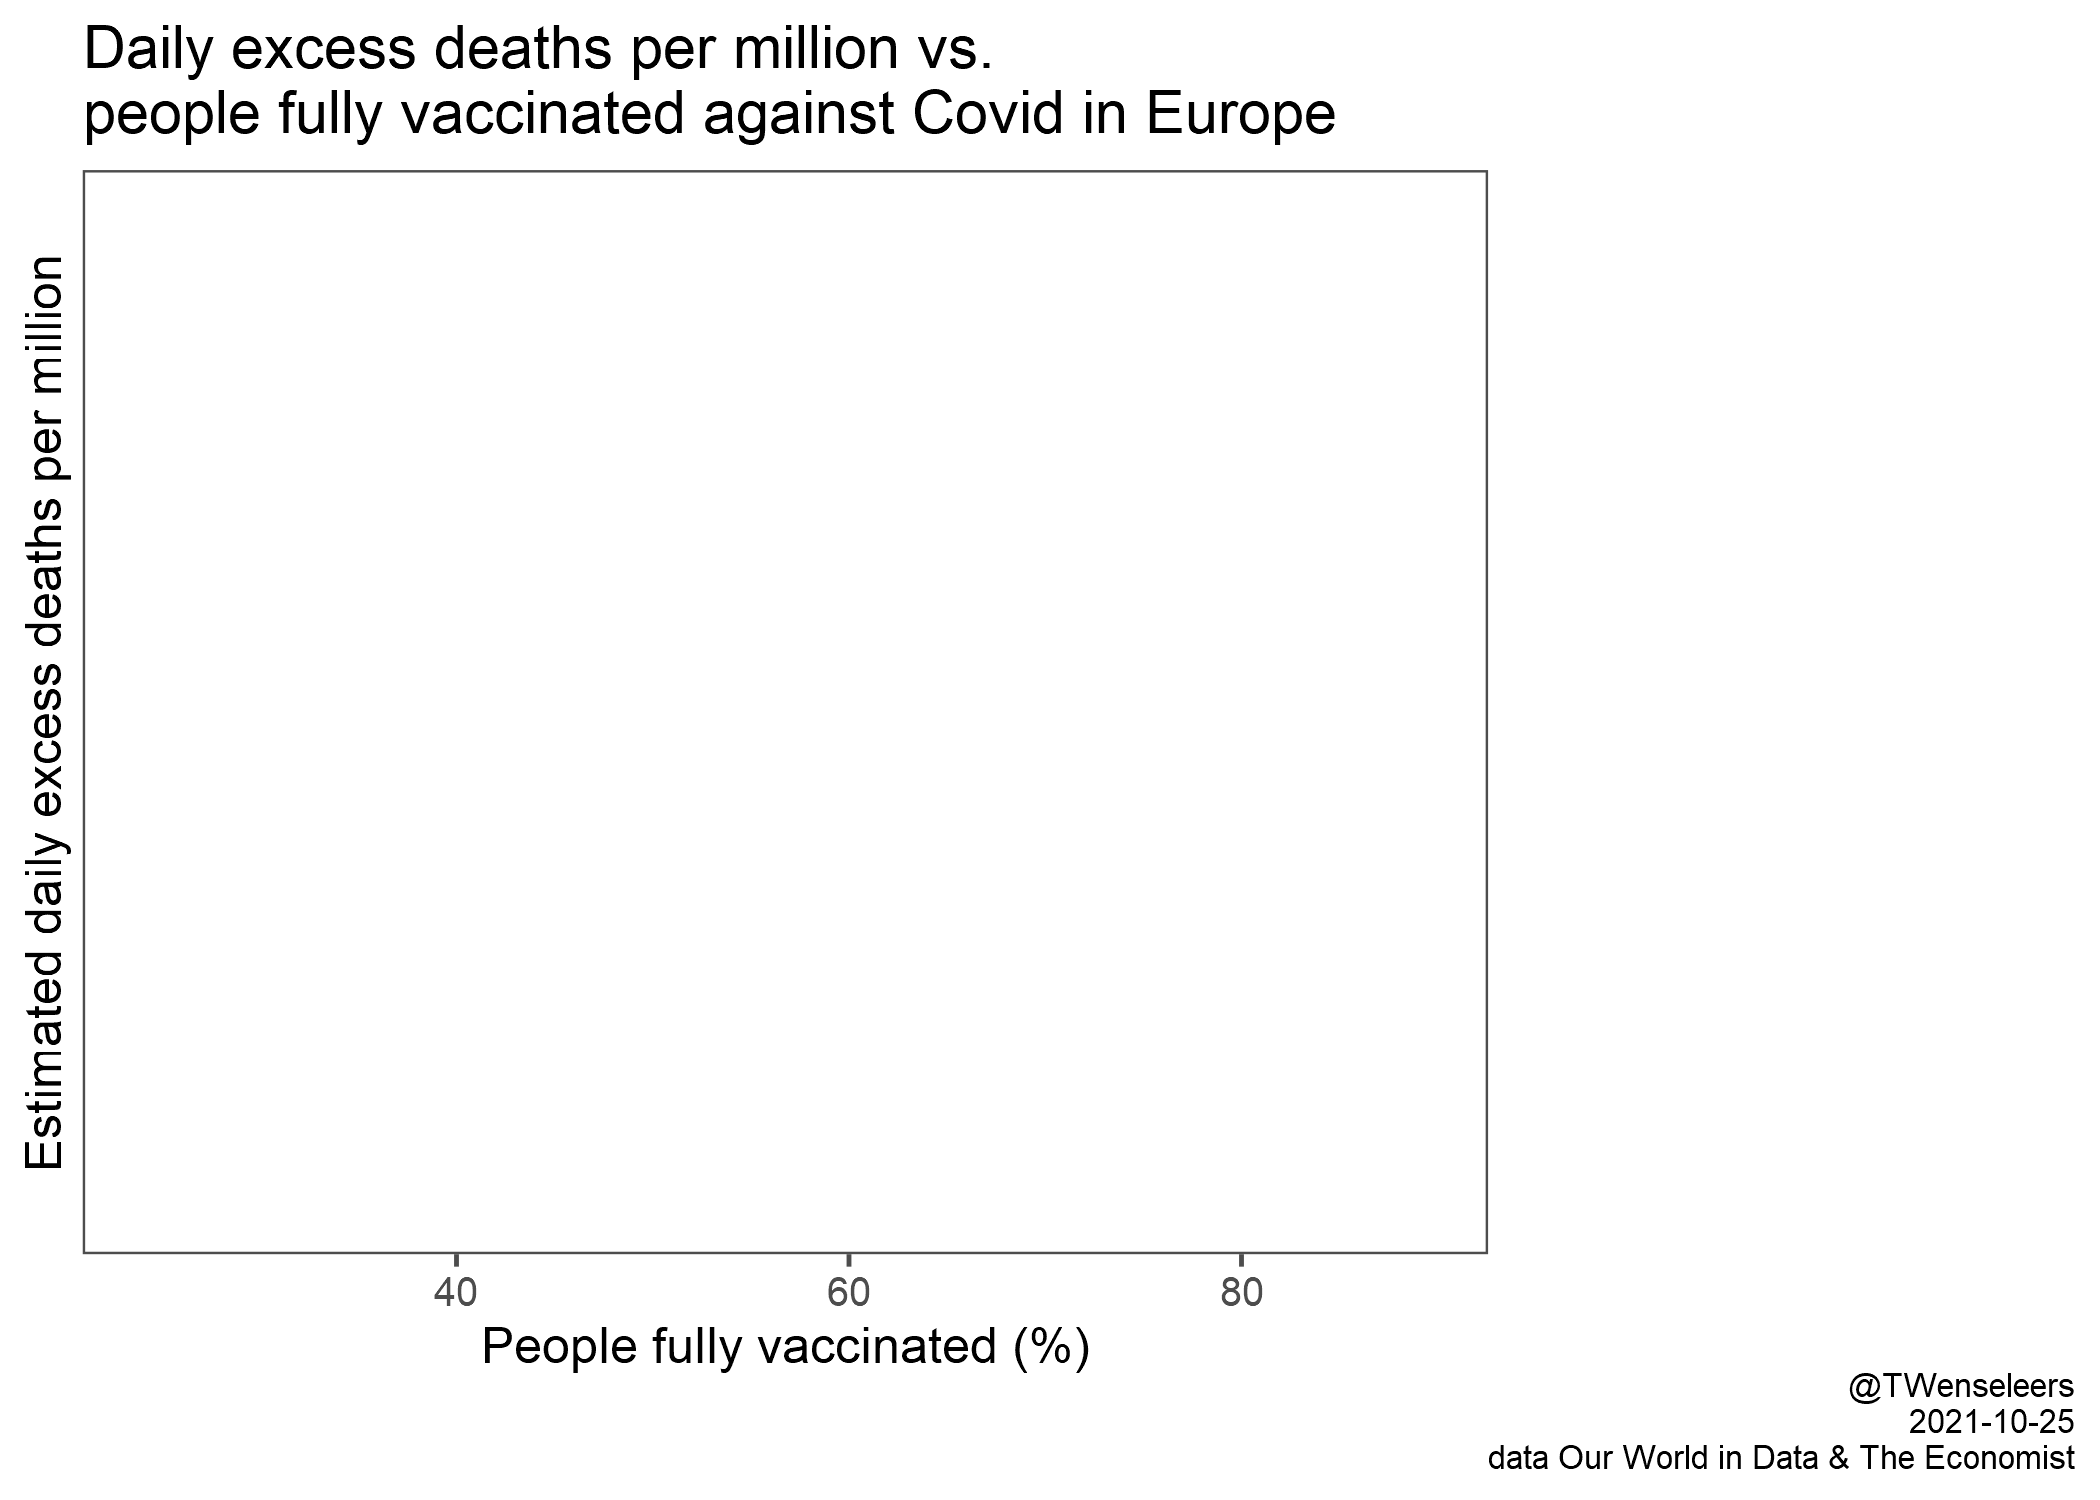 Daily excess deaths per million vs.
people fully vaccinated against Covid in Europe
Estimated daily excess deaths per million
40
60
80
People fully vaccinated (%)
@TWenseleers
2021-10-25
data Our World in Data & The Economist